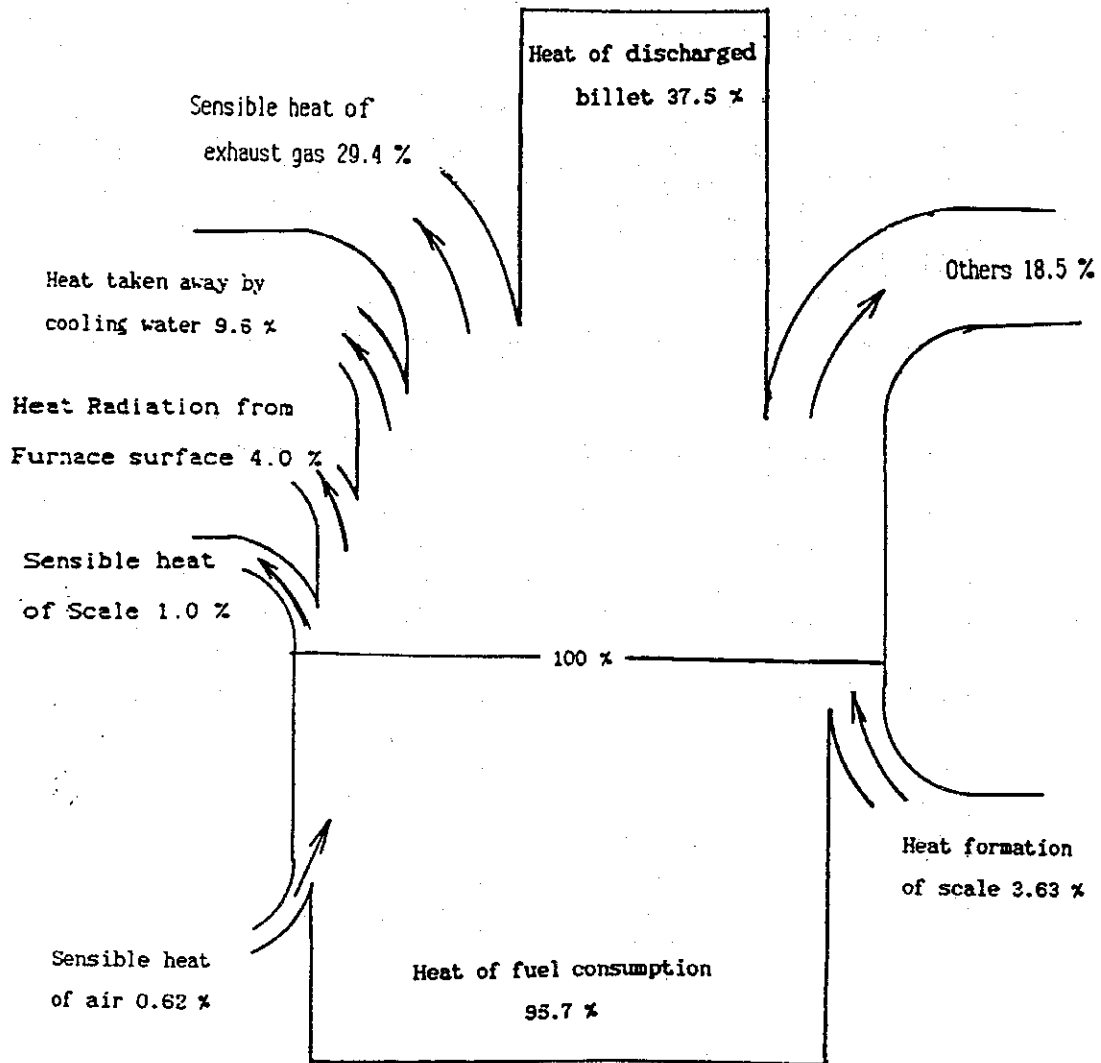 Heat of discharged
billet 37.5 %
Sensible heat of
exhaust gas 29.4 %
Others 18.5 %
Heat taken away by
cooling water 9.6 %
Heat Radiation from
Furnace surface 4.0 %
Sensible heat
of Scale 1.0 %
100 %
Heat formation
of scale 3.63 %
Sensible heat
of air 0.62 %
Heat of fuel consumption
95.7 %